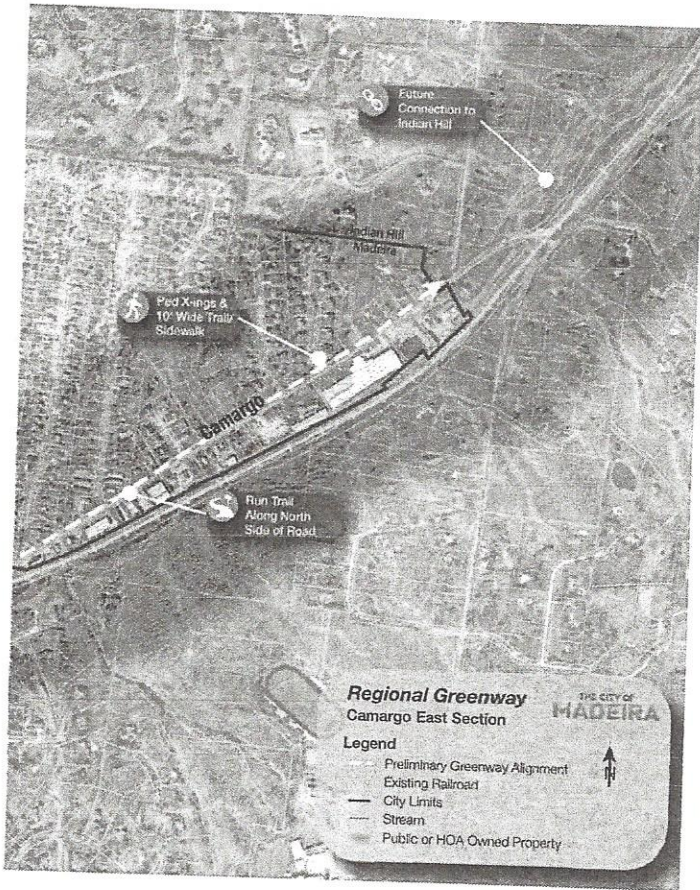 Future
Connection to
Indian Hill
Indian Hill
Madeira
Ped X-ings &
10' Wide Trail/
Sidewalk
Camargo
Run Trail
Along North
Side of Road
Regional Greenway
Camargo East Section
THE CITY OF
MADEIRA
Legend
Preliminary Greenway Alignment
Existing Railroad
City Limits
Stream
Public or HOA Owned Property
N